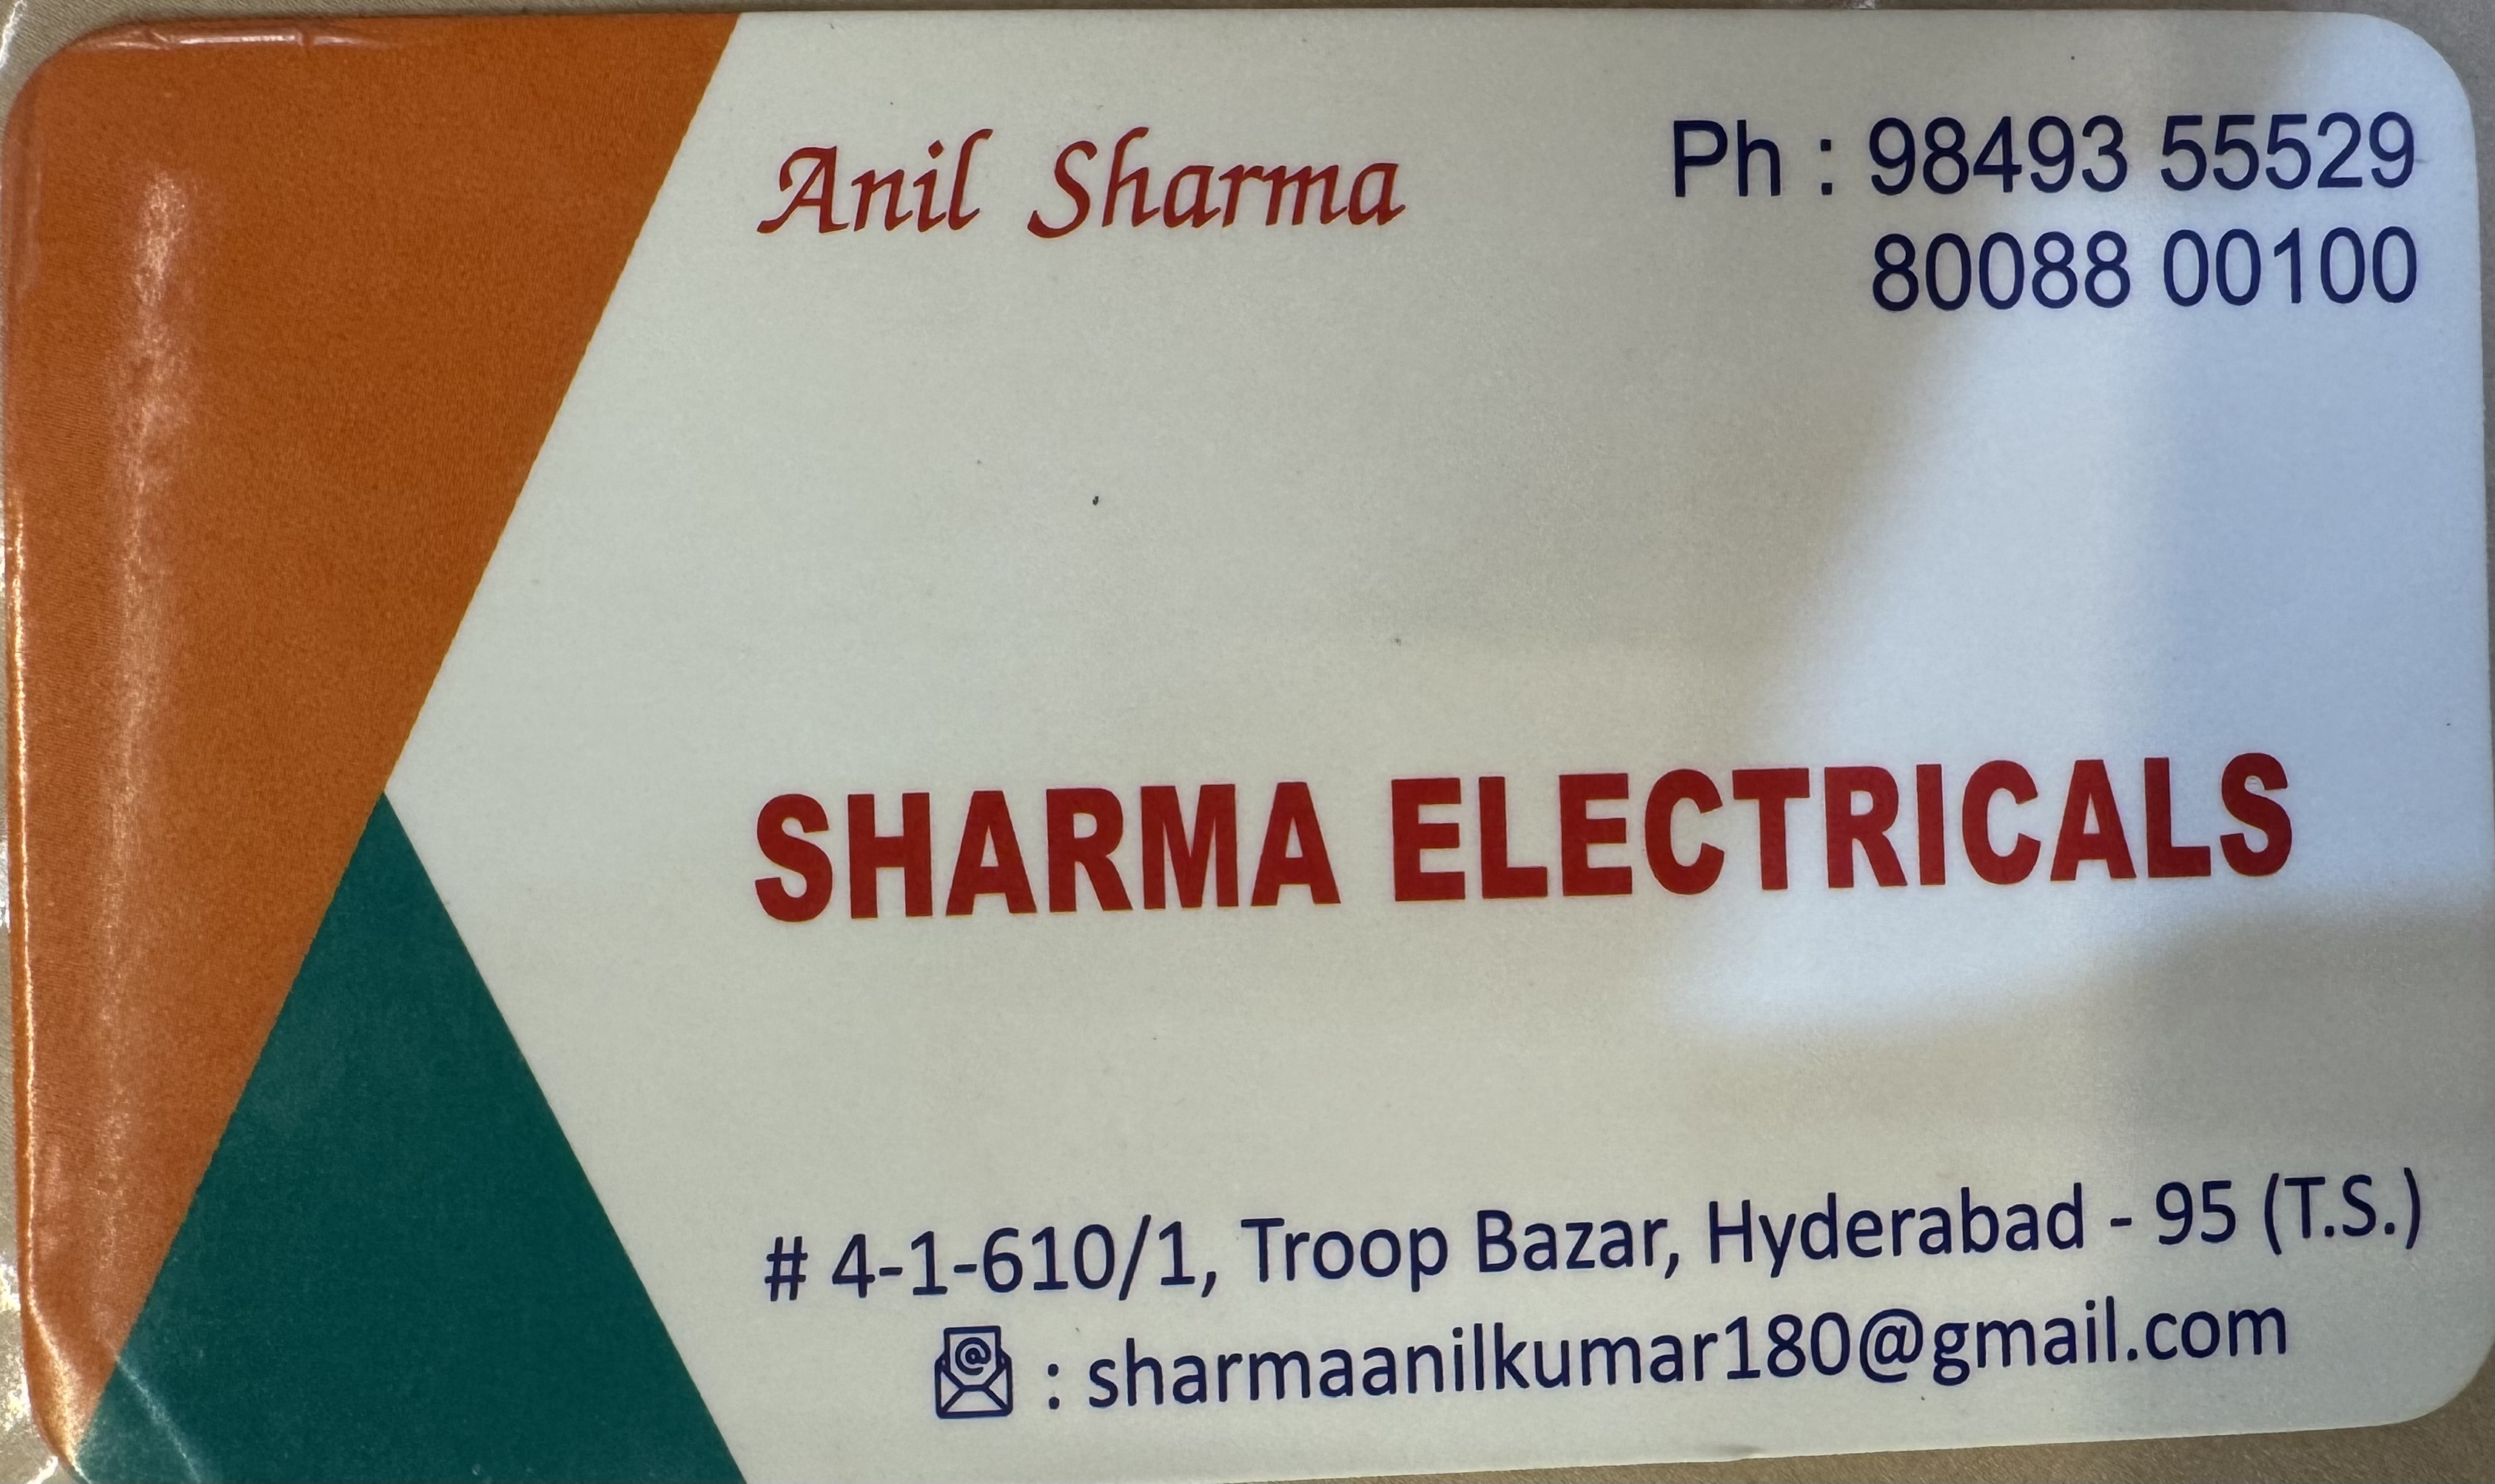 Anil Sharma
Ph : 98493 55529
80088 00100
SHARMA ELECTRICALS
# 4-1-610/1, Troop Bazar, Hyderabad - 95 (T.S.)
: sharmaanilkumar180@gmail.com